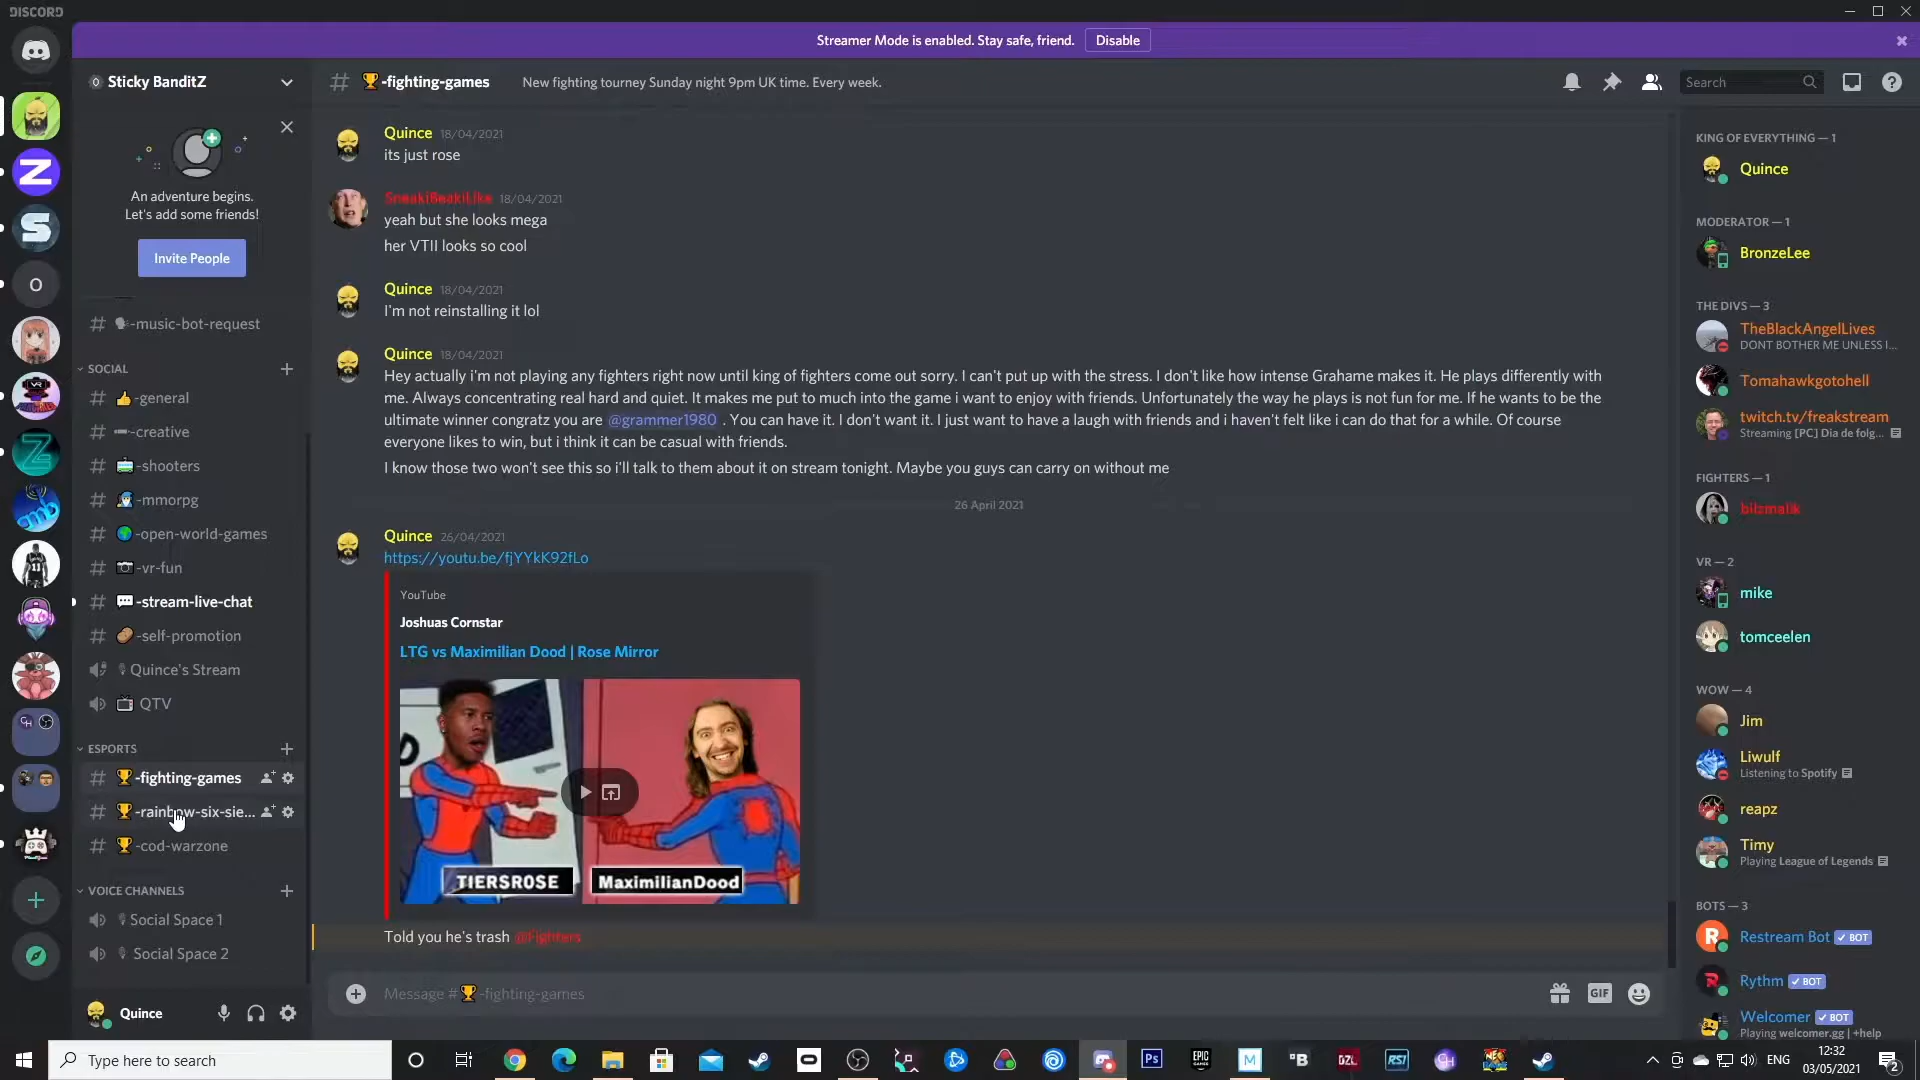 DISCORD
Streamer Mode is enabled. Stay safe, friend. Disable
Sticky BanditZ
-fighting-games New fighting tourney Sunday night 9pm UK time. Every week.
Search
An adventure begins.
Let's add some friends!
Invite People
-music-bot-request
SOCIAL
-general
-creative
-shooters
-mmorpg
-open-world-games
-vr-fun
-stream-live-chat
-self-promotion
Quince's Stream
QTV
ESPORTS
-fighting-games
-rainbow-six-sie...
-cod-warzone
VOICE CHANNELS
Social Space 1
Social Space 2
Quince
Quince 18/04/2021
its just rose
SneakiBeakiLike 18/04/2021
yeah but she looks mega
her VTII looks so cool
Quince 18/04/2021
I'm not reinstalling it lol
Quince 18/04/2021
Hey actually i'm not playing any fighters right now until king of fighters come out sorry. I can't put up with the stress. I don't like how intense Grahame makes it. He plays differently with
me. Always concentrating real hard and quiet. It makes me put to much into the game i want to enjoy with friends. Unfortunately the way he plays is not fun for me. If he wants to be the
ultimate winner congratz you are @grammer1980 . You can have it. I don't want it. I just want to have a laugh with friends and i haven't felt like i can do that for a while. Of course
everyone likes to win, but i think it can be casual with friends.
I know those two won't see this so i'll talk to them about it on stream tonight. Maybe you guys can carry on without me
26 April 2021
Quince 26/04/2021
https://youtu.be/fjYYkK92fLo
YouTube
Joshuas Cornstar
LTG vs Maximilian Dood | Rose Mirror
TIERSROSE MaximilianDood
Told you he's trash @Fighters
Message #🏆-fighting-games
GIF
KING OF EVERYTHING — 1
Quince
MODERATOR — 1
BronzeLee
THE DIVS — 3
TheBlackAngelLives
DONT BOTHER ME UNLESS I...
Tomahawkgotohell
twitch.tv/freakstream
Streaming [PC] Dia de folg...
FIGHTERS — 1
bilzmalik
VR — 2
mike
tomceelen
WOW — 4
Jim
Liwulf
Listening to Spotify
reapz
Timy
Playing League of Legends
BOTS — 3
Restream Bot BOT
Rythm BOT
Welcomer BOT
Playing welcomer.gg | +help
Type here to search
Ps
EPIC
GAMES
M
B
DZL
RSI
CH
ENG
12:32
03/05/2021
2